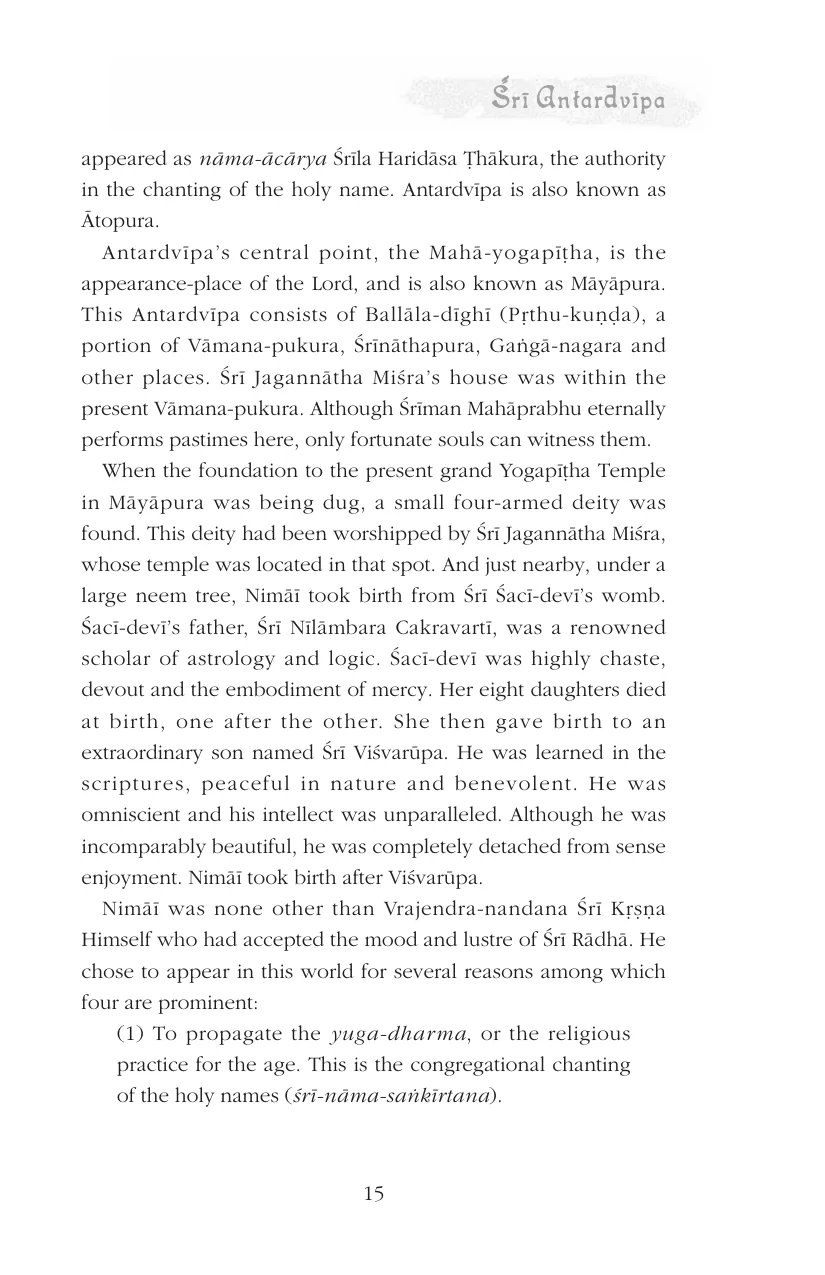 Śrī Antardvīpa
appeared as nāma-ācārya Śrīla Haridāsa Ṭhākura, the authority
in the chanting of the holy name. Antardvīpa is also known as
Ātopura.
Antardvīpa’s central point, the Mahā-yogapīṭha, is the
appearance-place of the Lord, and is also known as Māyāpura.
This Antardvīpa consists of Ballāla-dīghī (Pṛthu-kuṇḍa), a
portion of Vāmana-pukura, Śrīnāthapura, Gaṅgā-nagara and
other places. Śrī Jagannātha Miśra’s house was within the
present Vāmana-pukura. Although Śrīman Mahāprabhu eternally
performs pastimes here, only fortunate souls can witness them.
When the foundation to the present grand Yogapīṭha Temple
in Māyāpura was being dug, a small four-armed deity was
found. This deity had been worshipped by Śrī Jagannātha Miśra,
whose temple was located in that spot. And just nearby, under a
large neem tree, Nimāī took birth from Śrī Śacī-devī’s womb.
Śacī-devī’s father, Śrī Nīlāmbara Cakravartī, was a renowned
scholar of astrology and logic. Śacī-devī was highly chaste,
devout and the embodiment of mercy. Her eight daughters died
at birth, one after the other. She then gave birth to an
extraordinary son named Śrī Viśvarūpa. He was learned in the
scriptures, peaceful in nature and benevolent. He was
omniscient and his intellect was unparalleled. Although he was
incomparably beautiful, he was completely detached from sense
enjoyment. Nimāī took birth after Viśvarūpa.
Nimāī was none other than Vrajendra-nandana Śrī Kṛṣṇa
Himself who had accepted the mood and lustre of Śrī Rādhā. He
chose to appear in this world for several reasons among which
four are prominent:
(1) To propagate the yuga-dharma, or the religious
practice for the age. This is the congregational chanting
of the holy names (śrī-nāma-saṅkīrtana).
15